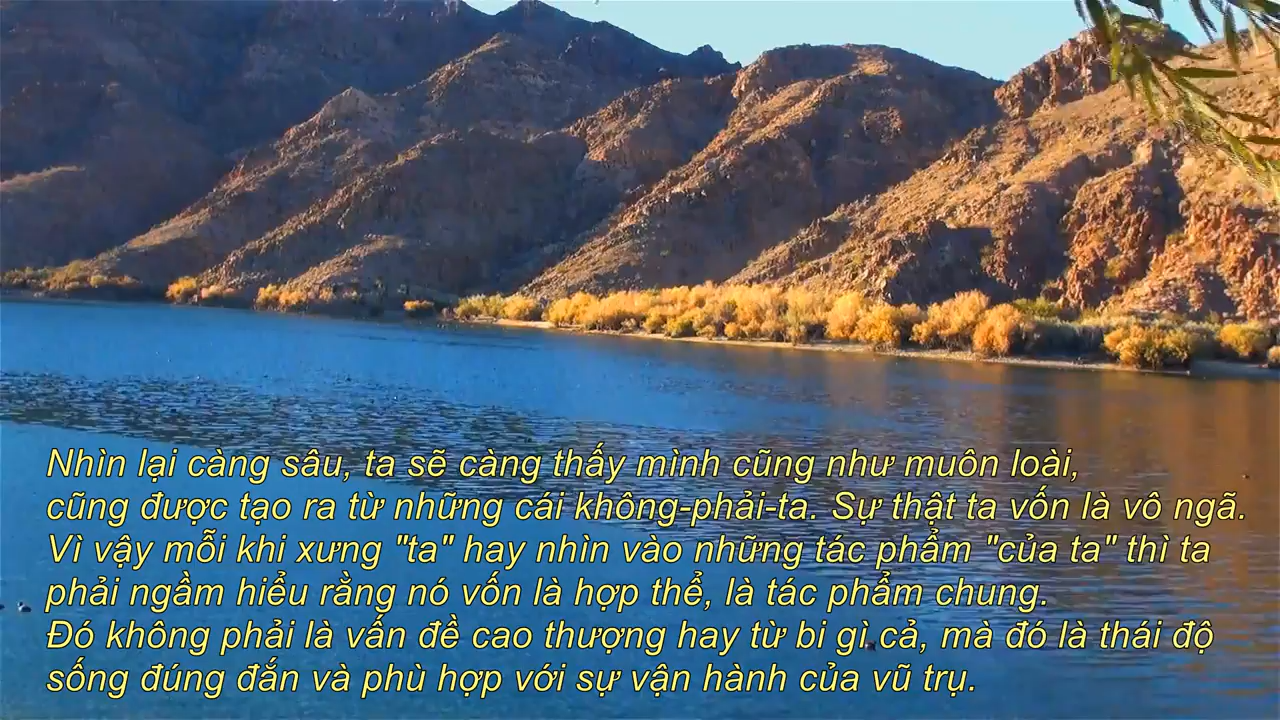 Nhìn lại càng sâu, ta sẽ càng thấy mình cũng như muôn loài,
cũng được tạo ra từ những cái không-phải-ta. Sự thật ta vốn là vô ngã.
Vì vậy mỗi khi xưng "ta" hay nhìn vào những tác phẩm "của ta" thì ta
phải ngầm hiểu rằng nó vốn là hợp thể, là tác phẩm chung.
Đó không phải là vấn đề cao thượng hay từ bi gì cả, mà đó là thái độ
sống đúng đắn và phù hợp với sự vận hành của vũ trụ.